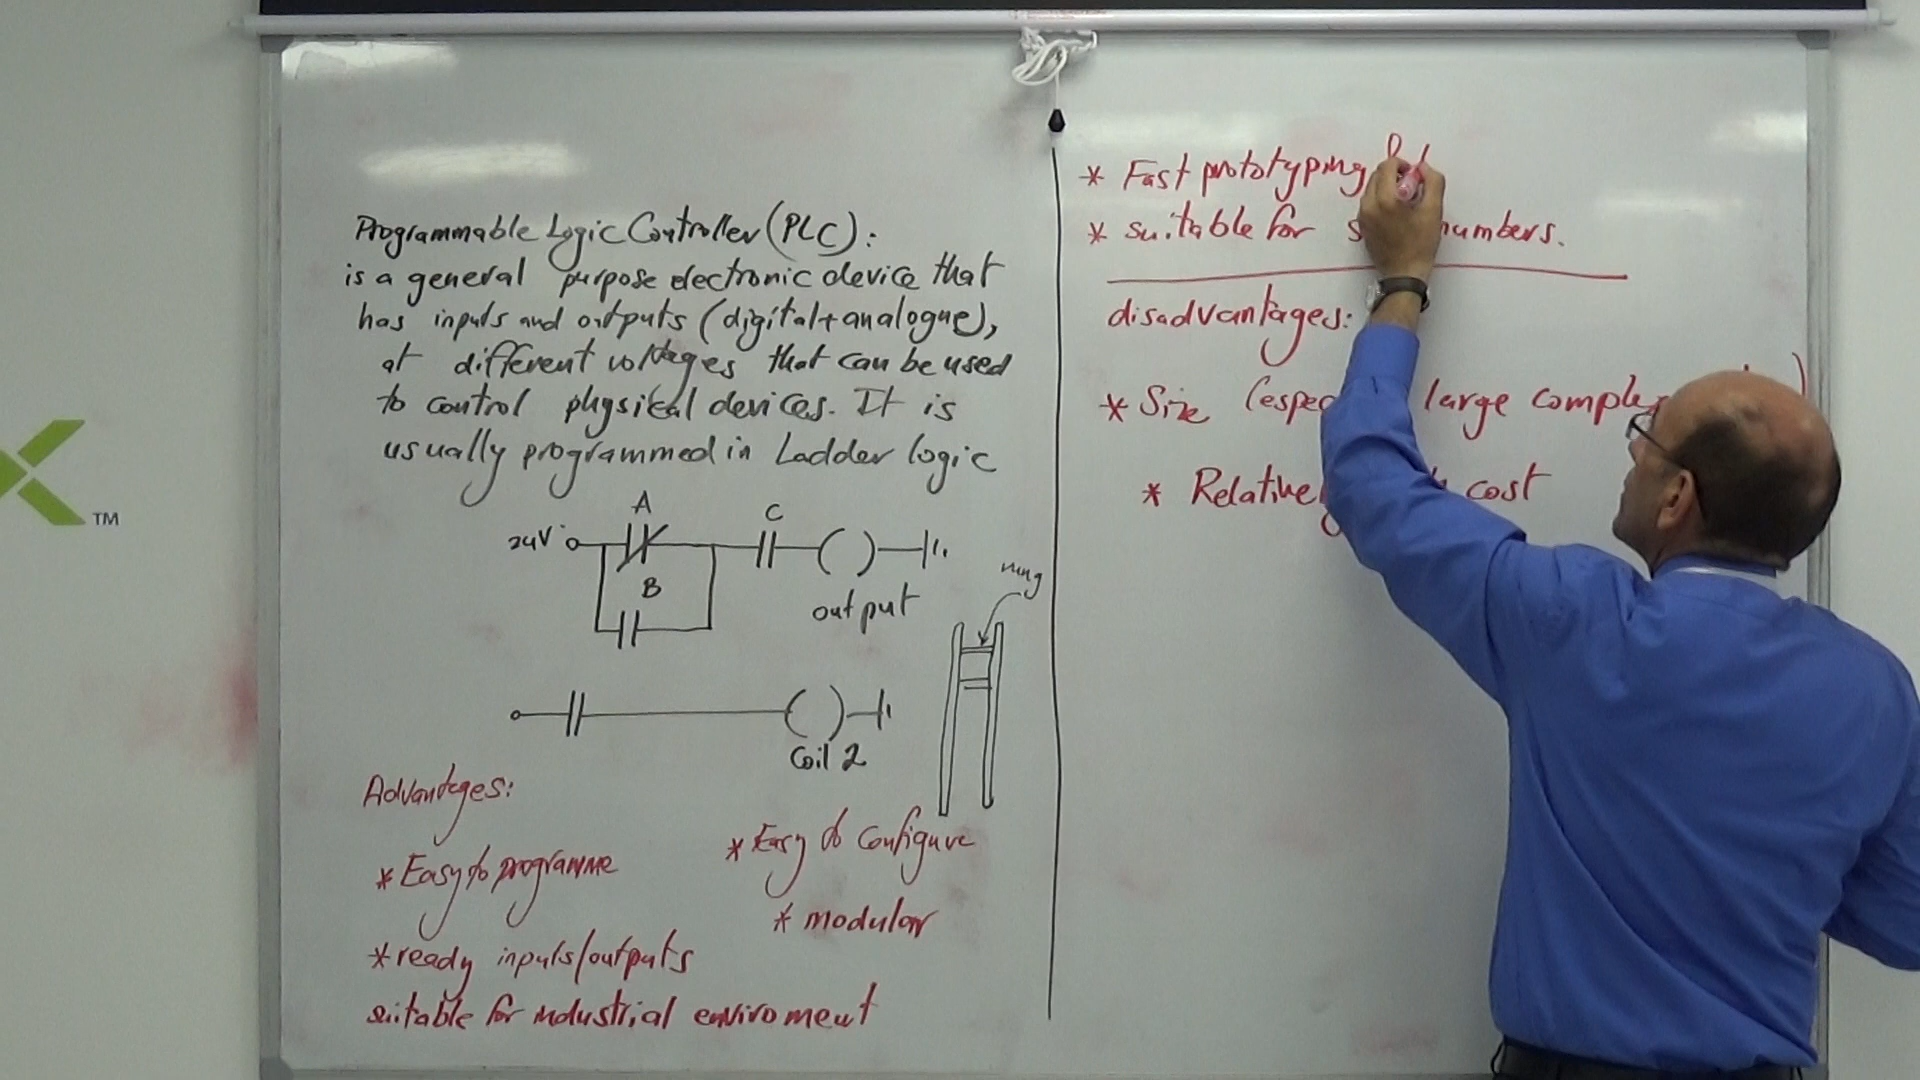 Programmable Logic Controller (PLC):
is a general purpose electronic device that
has inputs and outputs (digital+analogue),
at different voltages that can be used
to control physical devices. It is
usually programmed in Ladder logic
A
C
24V
B
output
rung
Coil 2
Advantages:
* Easy to programme
* Easy to configure
* modular
* ready inputs/outputs
suitable for industrial enviroment
* Fast prototyping
* suitable for numbers.
disadvantages:
* Size large
* cost
TM